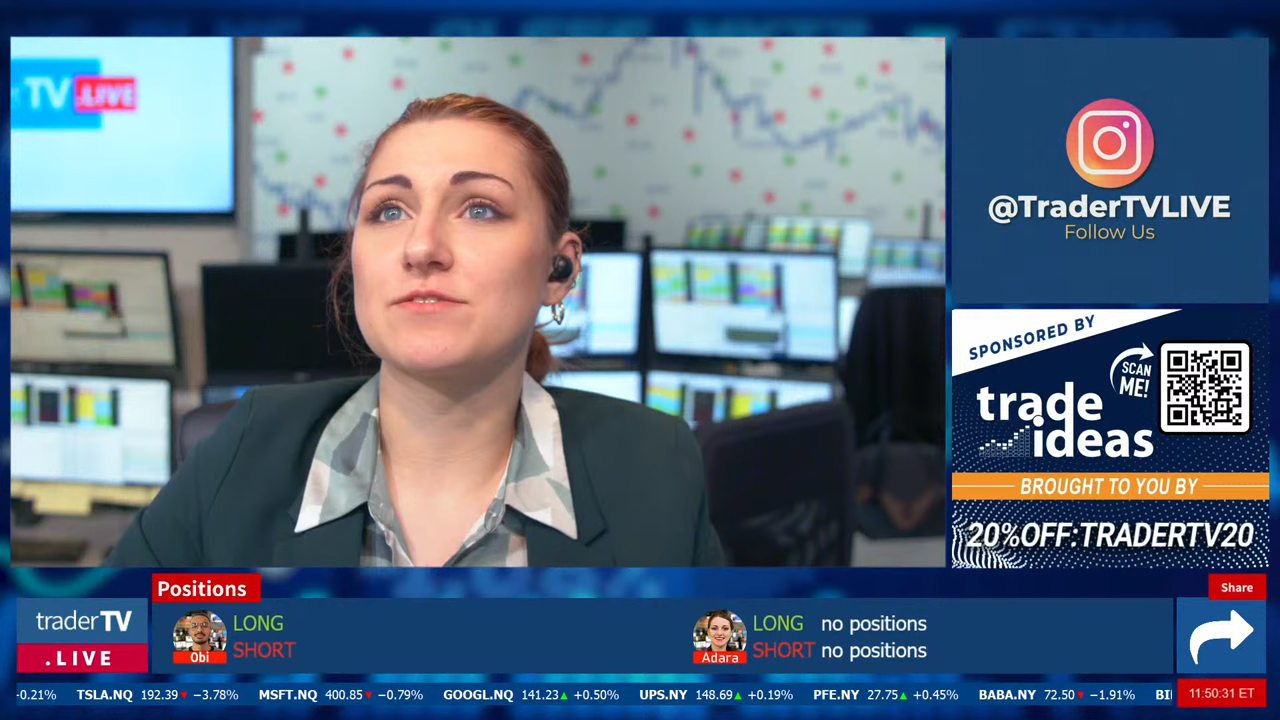 TV .LIVE
@TraderTVLIVE
Follow Us
SPONSORED BY
SCAN
ME!
trade
ideas
BROUGHT TO YOU BY
20%OFF:TRADERTV20
Positions
Share
traderTV
.LIVE
Obi
LONG
SHORT
Adara
LONG no positions
SHORT no positions
-0.21% TSLA.NQ 192.39▼ −3.78% MSFT.NQ 400.85▼ −0.79% GOOGL.NQ 141.23▲ +0.50% UPS.NY 148.69▲ +0.19% PFE.NY 27.75▲ +0.45% BABA.NY 72.50▼ −1.91%
11:50:31 ET